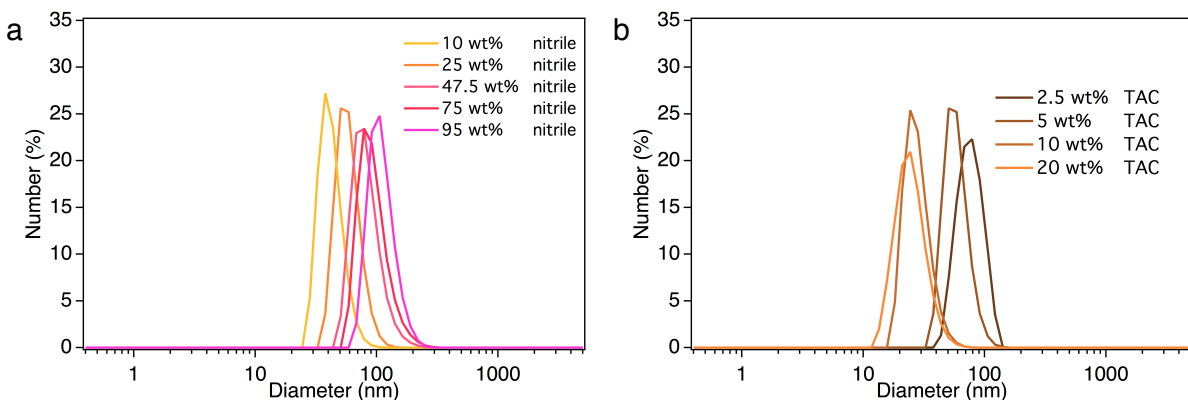 a
35
30
25
20
15
10
5
0
Number (%)
10 wt% nitrile
25 wt% nitrile
47.5 wt% nitrile
75 wt% nitrile
95 wt% nitrile
1 10 100 1000
Diameter (nm)
b
35
30
25
20
15
10
5
0
Number (%)
2.5 wt% TAC
5 wt% TAC
10 wt% TAC
20 wt% TAC
1 10 100 1000
Diameter (nm)